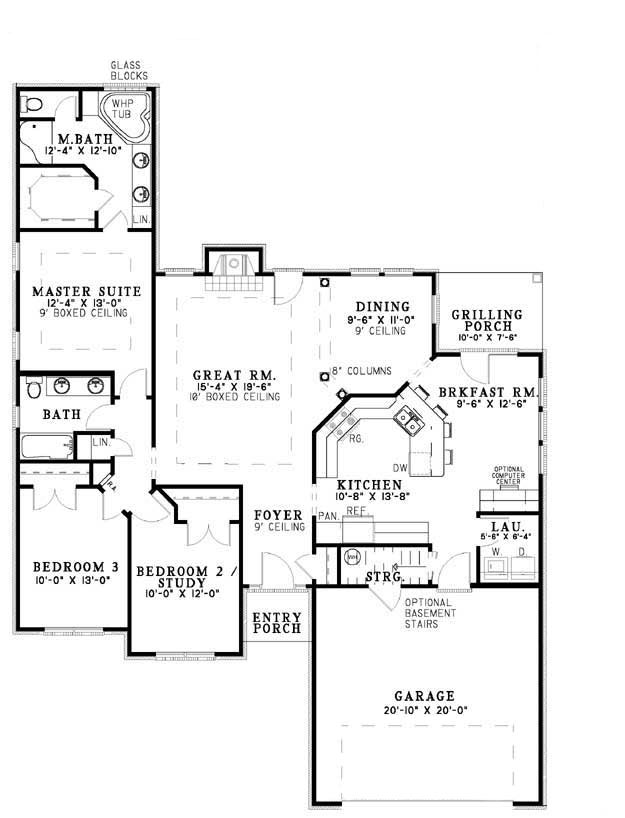 GLASS
BLOCKS
WHP
TUB
M.BATH
12'-4" X 12'-10"
LIN.
MASTER SUITE
12'-4" X 13'-0"
9' BOXED CEILING
DINING
9'-6" X 11'-0"
9' CEILING
GRILLING
PORCH
10'-0" X 7'-6"
GREAT RM.
15'-4" X 19'-6"
10' BOXED CEILING
8" COLUMNS
BRKFAST RM.
9'-6" X 12'-6"
BATH
LIN.
RG.
DW
OPTIONAL
COMPUTER
CENTER
R.A.
KITCHEN
10'-8" X 13'-8"
REF.
PAN.
FOYER
9' CEILING
LAU.
5'-6" X 6'-4"
W. D.
WH
STRG.
BEDROOM 3
10'-0" X 13'-0"
BEDROOM 2 /
STUDY
10'-0" X 12'-0"
ENTRY
PORCH
OPTIONAL
BASEMENT
STAIRS
GARAGE
20'-10" X 20'-0"